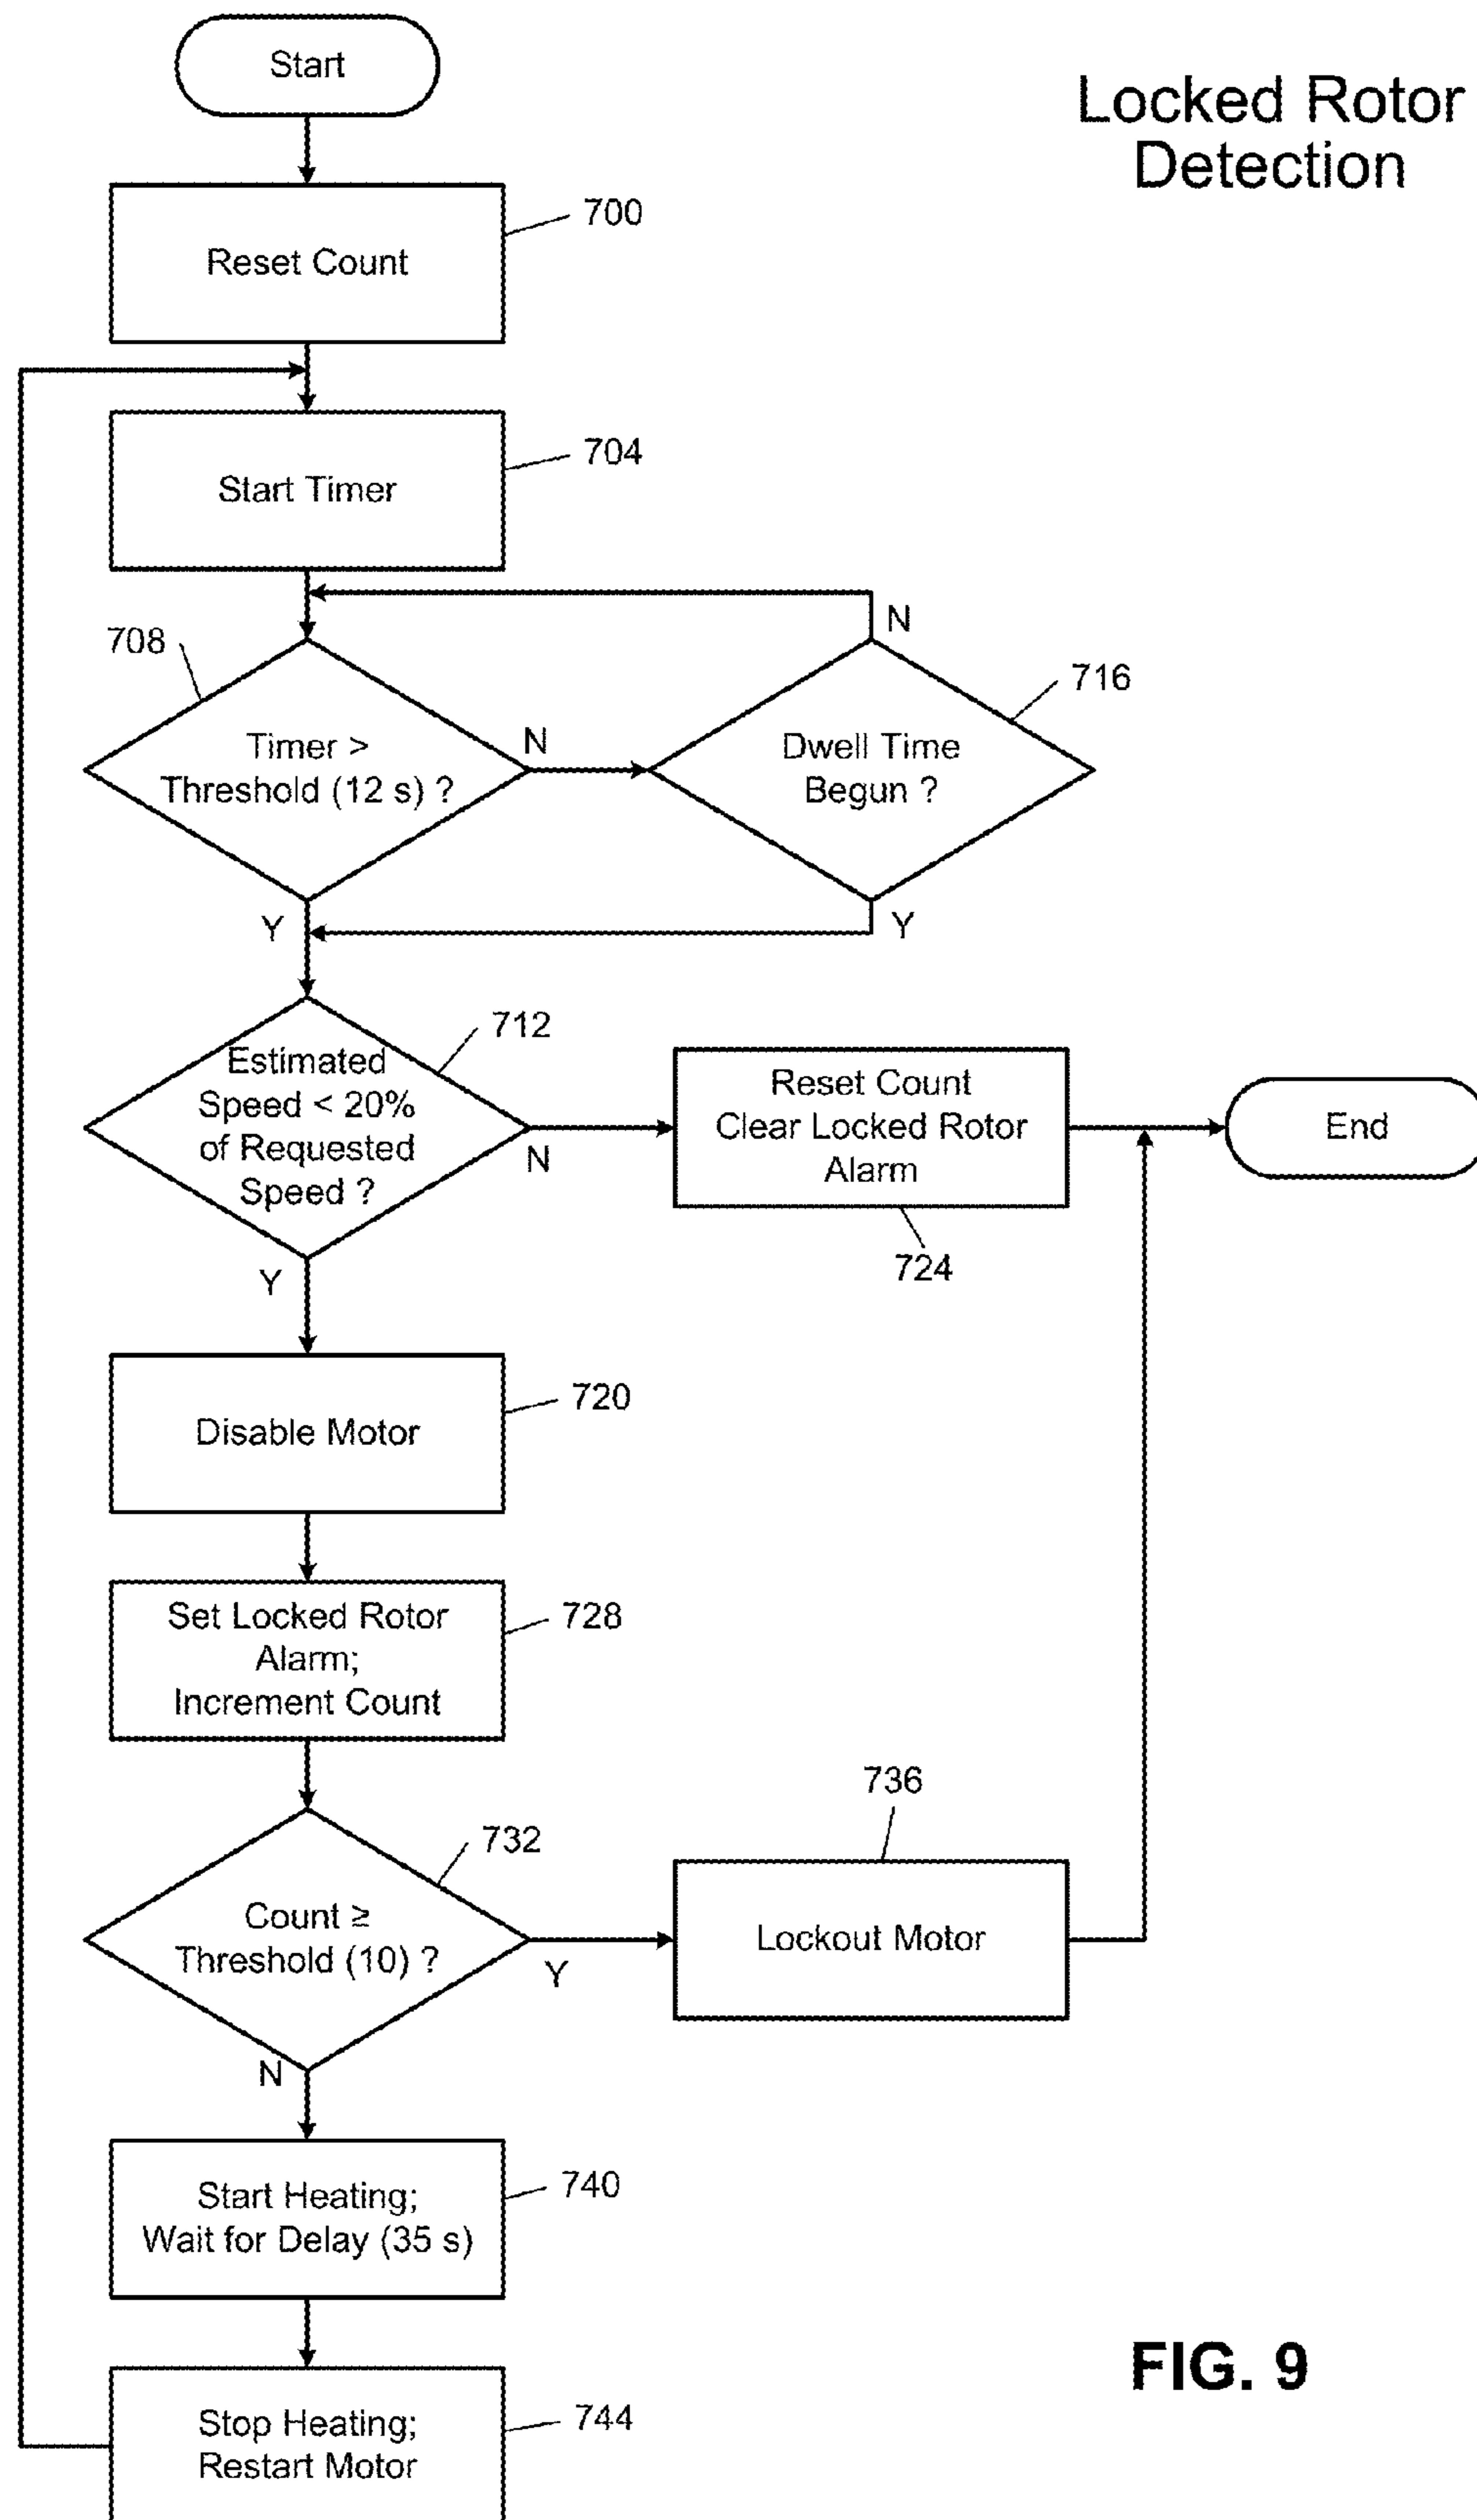 Start
Locked Rotor
Detection
700
Reset Count
704
Start Timer
N
708
716
Timer >
Threshold (12 s) ?
N
Dwell Time
Begun ?
Y
Y
712
Estimated
Speed < 20%
of Requested
Speed ?
N
Reset Count
Clear Locked Rotor
Alarm
724
End
Y
720
Disable Motor
Set Locked Rotor
Alarm;
Increment Count
728
732
736
Count ≥
Threshold (10) ?
Y
Lockout Motor
N
Start Heating;
Wait for Delay (35 s)
740
Stop Heating;
Restart Motor
744
FIG. 9